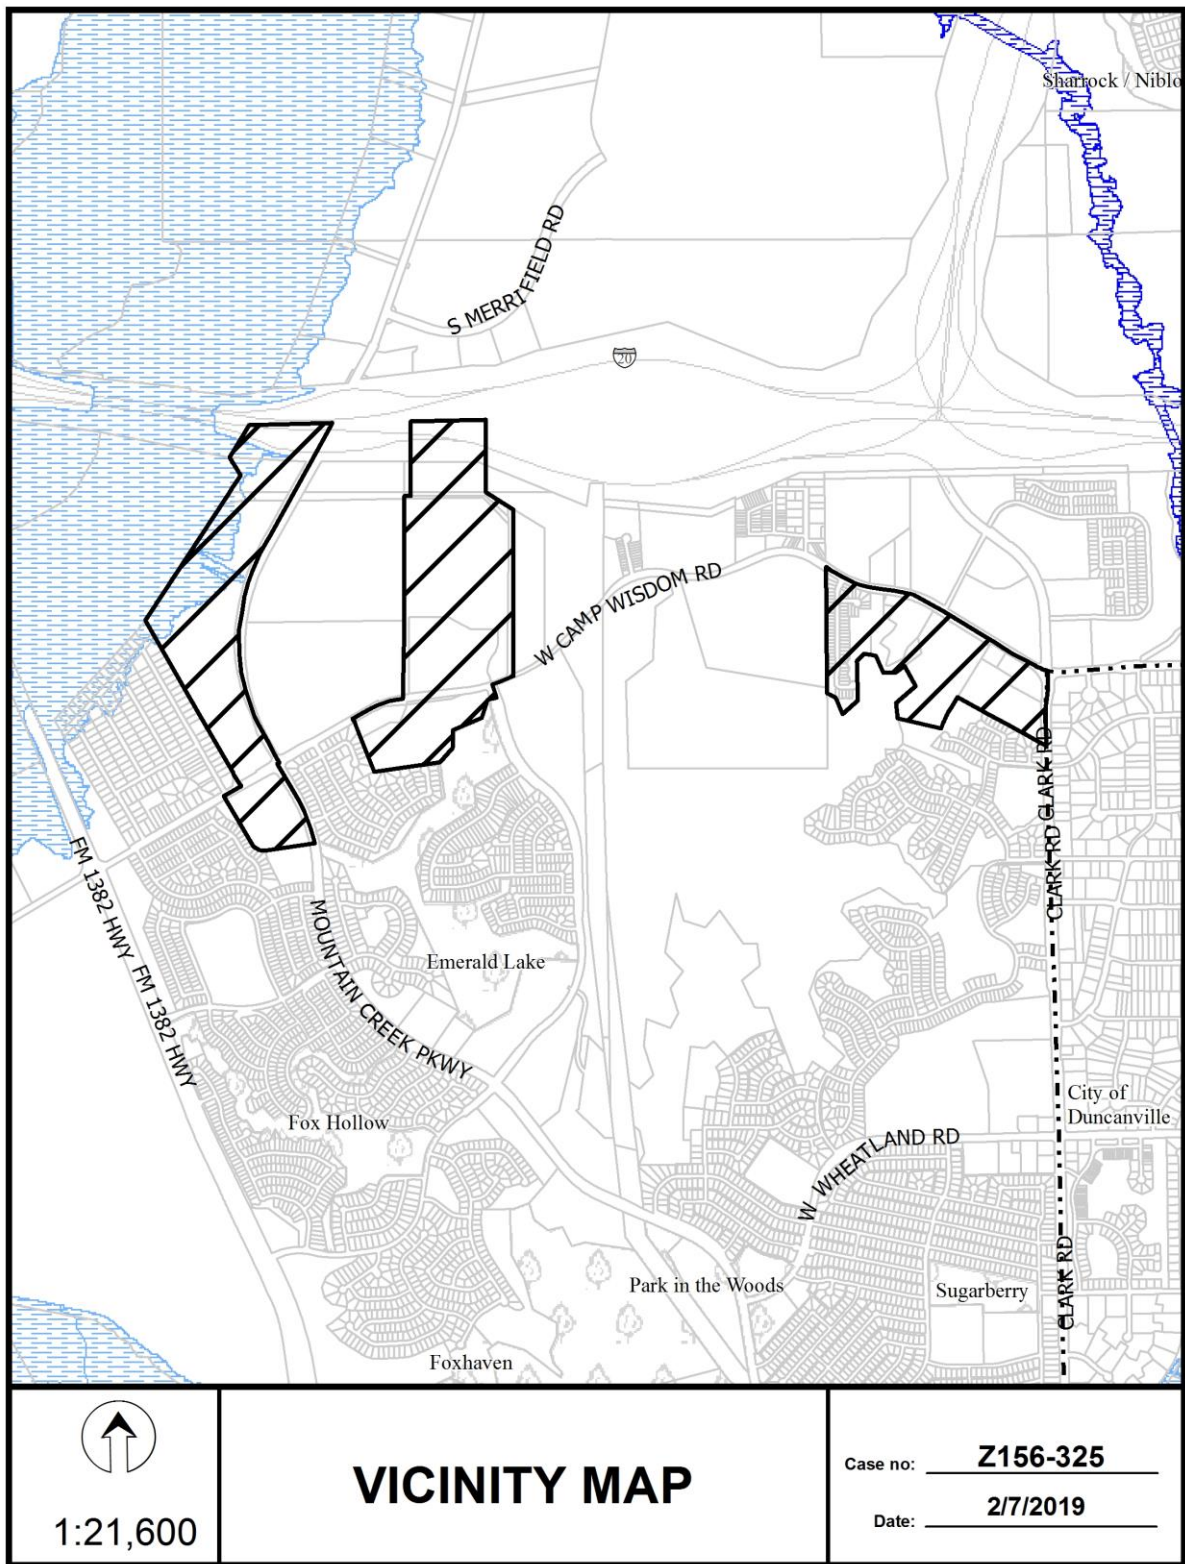 Sharrock / Niblo
S MERRIFIELD RD
20
W CAMP WISDOM RD
CLARK RD
CLARK RD
FM 1382 HWY
FM 1382 HWY
MOUNTAIN CREEK PKWY
Emerald Lake
Fox Hollow
City of
Duncanville
W WHEATLAND RD
Park in the Woods
Sugarberry
CLARK RD
Foxhaven
1:21,600
VICINITY MAP
Case no: Z156-325
Date: 2/7/2019